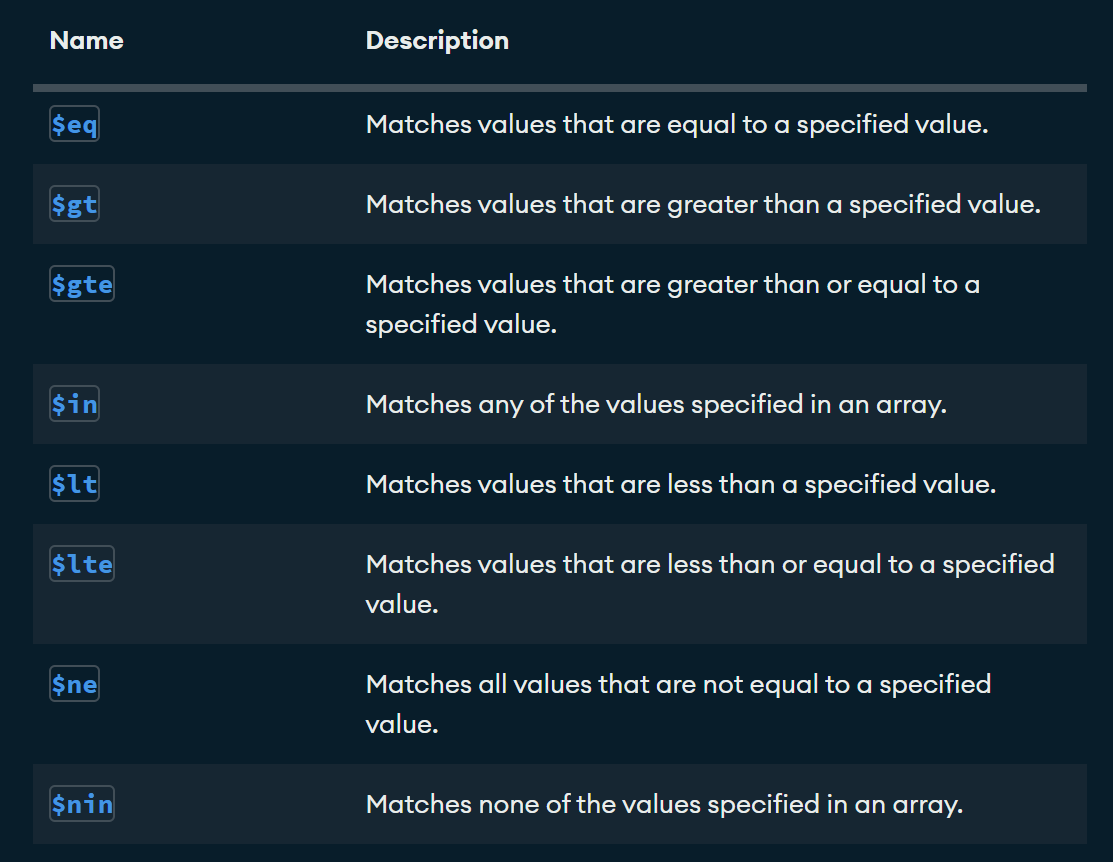 Name Description
$eq Matches values that are equal to a specified value.
$gt Matches values that are greater than a specified value.
$gte Matches values that are greater than or equal to a
specified value.
$in Matches any of the values specified in an array.
$lt Matches values that are less than a specified value.
$lte Matches values that are less than or equal to a specified
value.
$ne Matches all values that are not equal to a specified
value.
$nin Matches none of the values specified in an array.